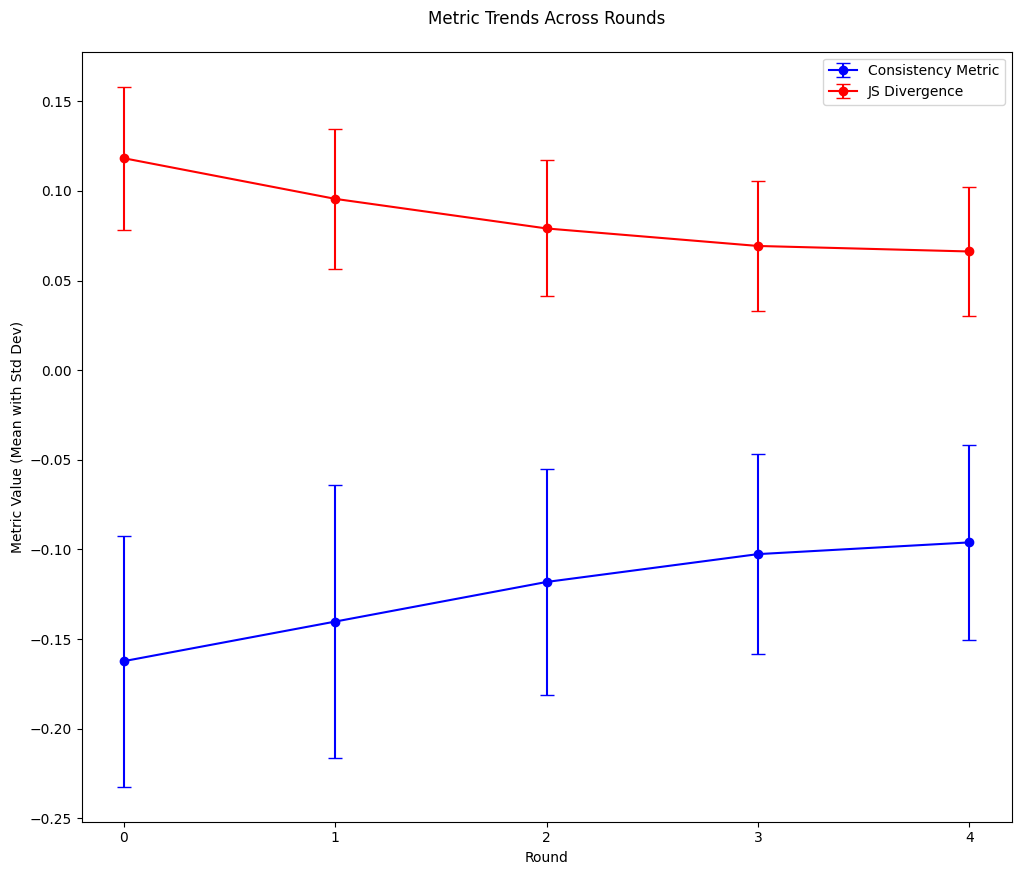 Metric Trends Across Rounds
Consistency Metric
JS Divergence
0.15
0.10
0.05
0.00
−0.05
−0.10
−0.15
−0.20
−0.25
Metric Value (Mean with Std Dev)
0 1 2 3 4
Round